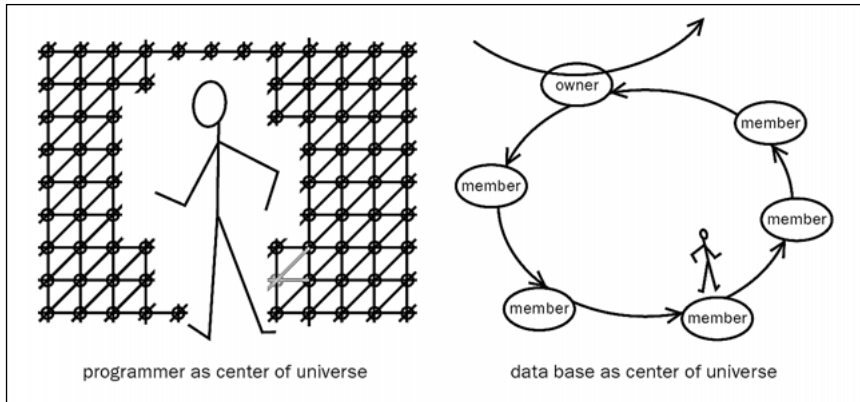 owner
member
member
member
member
member
programmer as center of universe
data base as center of universe